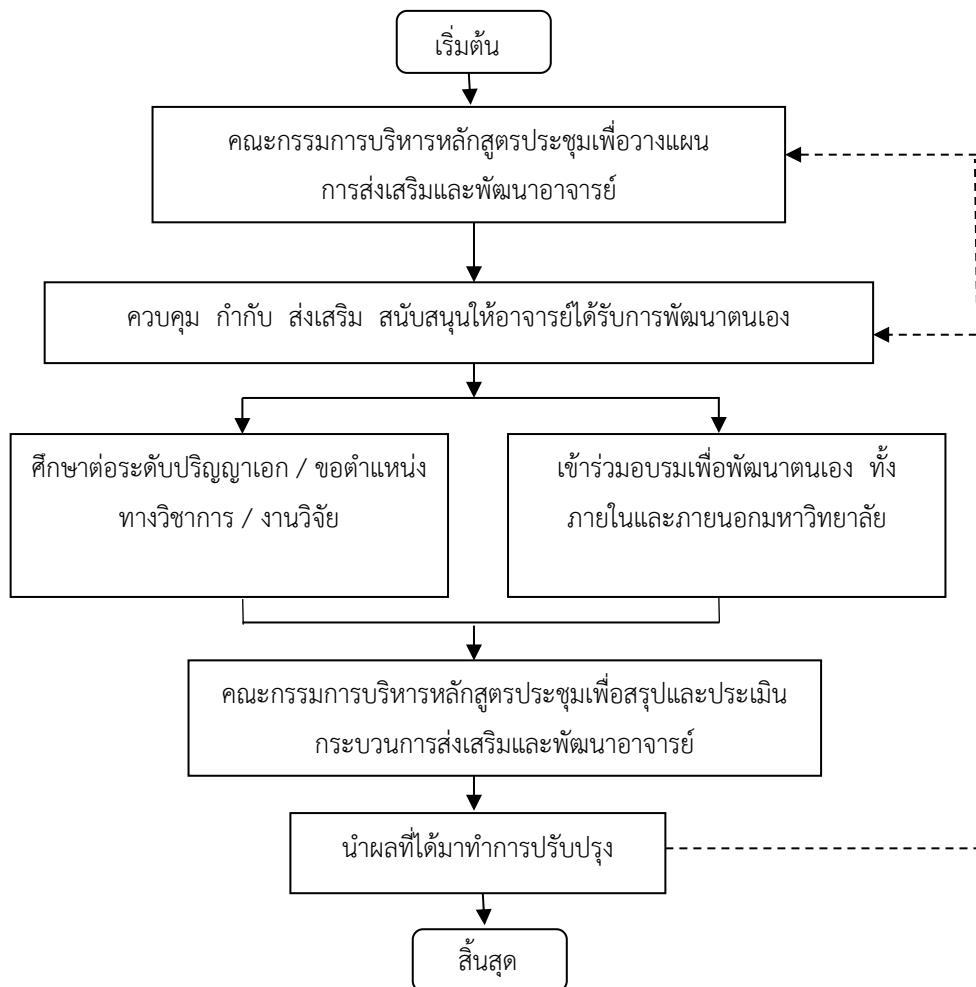 เริ่มต้น
คณะกรรมการบริหารหลักสูตรประชุมเพื่อวางแผน
การส่งเสริมและพัฒนาอาจารย์
ควบคุม กำกับ ส่งเสริม สนับสนุนให้อาจารย์ได้รับการพัฒนาตนเอง
ศึกษาต่อระดับปริญญาเอก / ขอตำแหน่ง
ทางวิชาการ / งานวิจัย
เข้าร่วมอบรมเพื่อพัฒนาตนเอง ทั้ง
ภายในและภายนอกมหาวิทยาลัย
คณะกรรมการบริหารหลักสูตรประชุมเพื่อสรุปและประเมิน
กระบวนการส่งเสริมและพัฒนาอาจารย์
นำผลที่ได้มาทำการปรับปรุง
สิ้นสุด